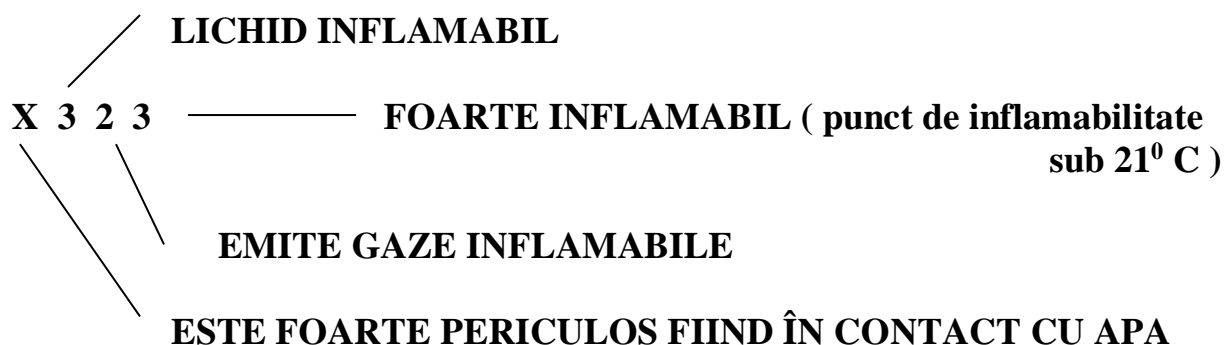 LICHID INFLAMABIL
X 3 2 3 FOARTE INFLAMABIL ( punct de inflamabilitate
sub 21⁰ C )
EMITE GAZE INFLAMABILE
ESTE FOARTE PERICULOS FIIND ÎN CONTACT CU APA